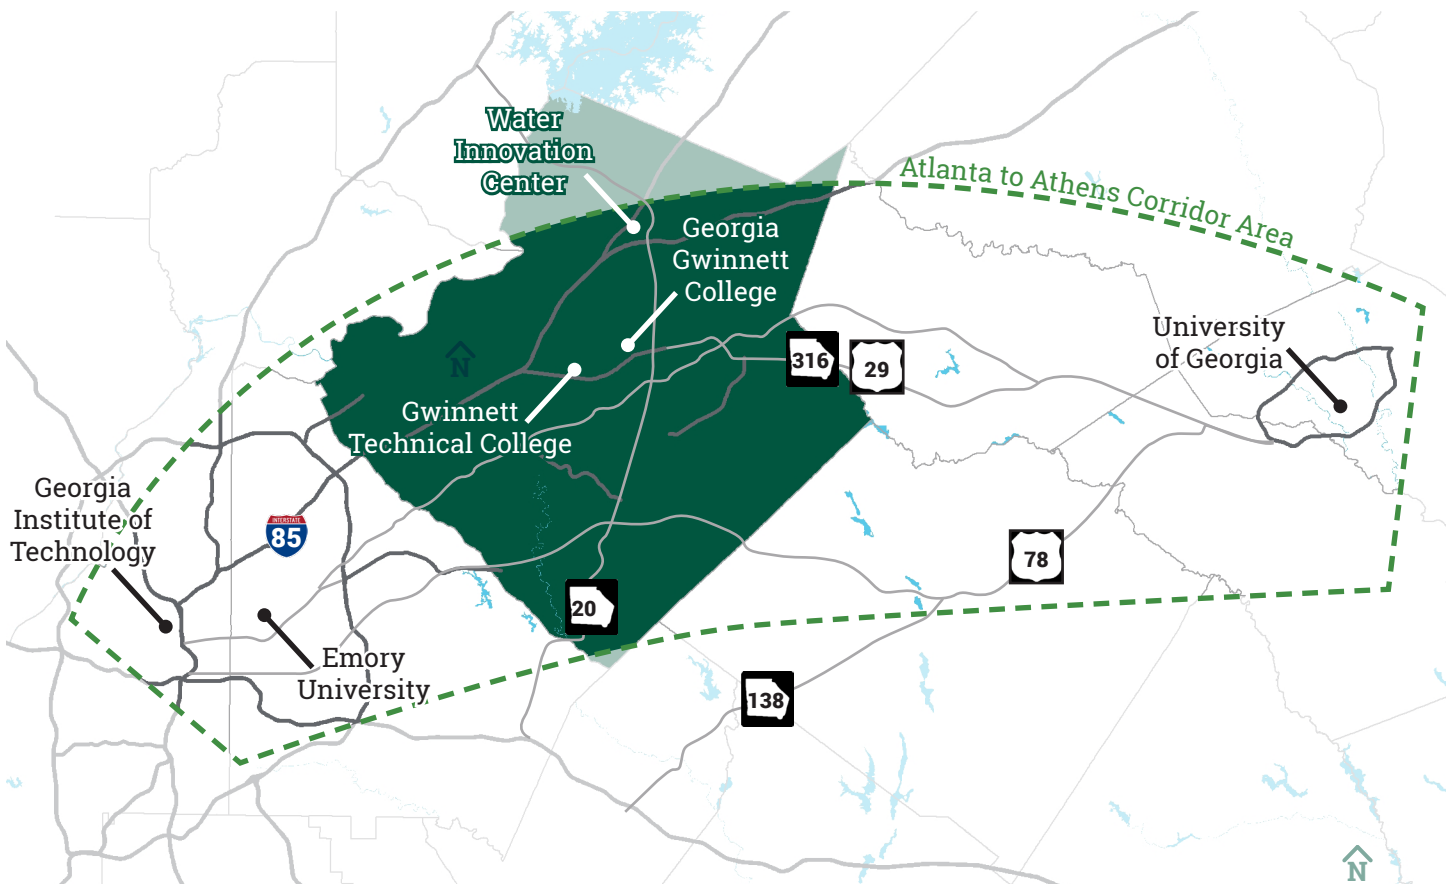 Water
Innovation
Center
Atlanta to Athens Corridor Area
Georgia
Gwinnett
College
University
of Georgia
316
29
N
Gwinnett
Technical College
Georgia
Institute of
Technology
INTERSTATE
85
78
20
Emory
University
138
N